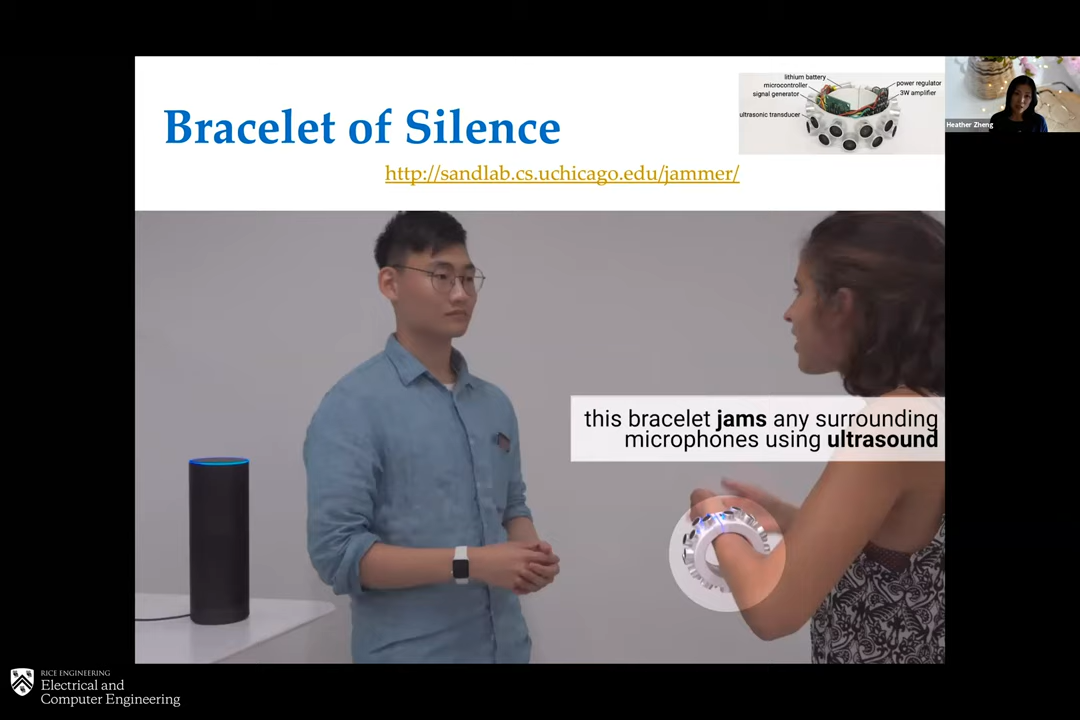 Bracelet of Silence
http://sandlab.cs.uchicago.edu/jammer/
lithium battery
microcontroller
signal generator
ultrasonic transducer
power regulator
3W amplifier
Heather Zheng
this bracelet jams any surrounding
microphones using ultrasound
RICE ENGINEERING
Electrical and
Computer Engineering